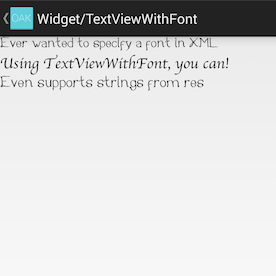 OAK Widget/TextViewWithFont
Ever wanted to specify a font in XML
Using TextViewWithFont, you can!
Even supports strings from res